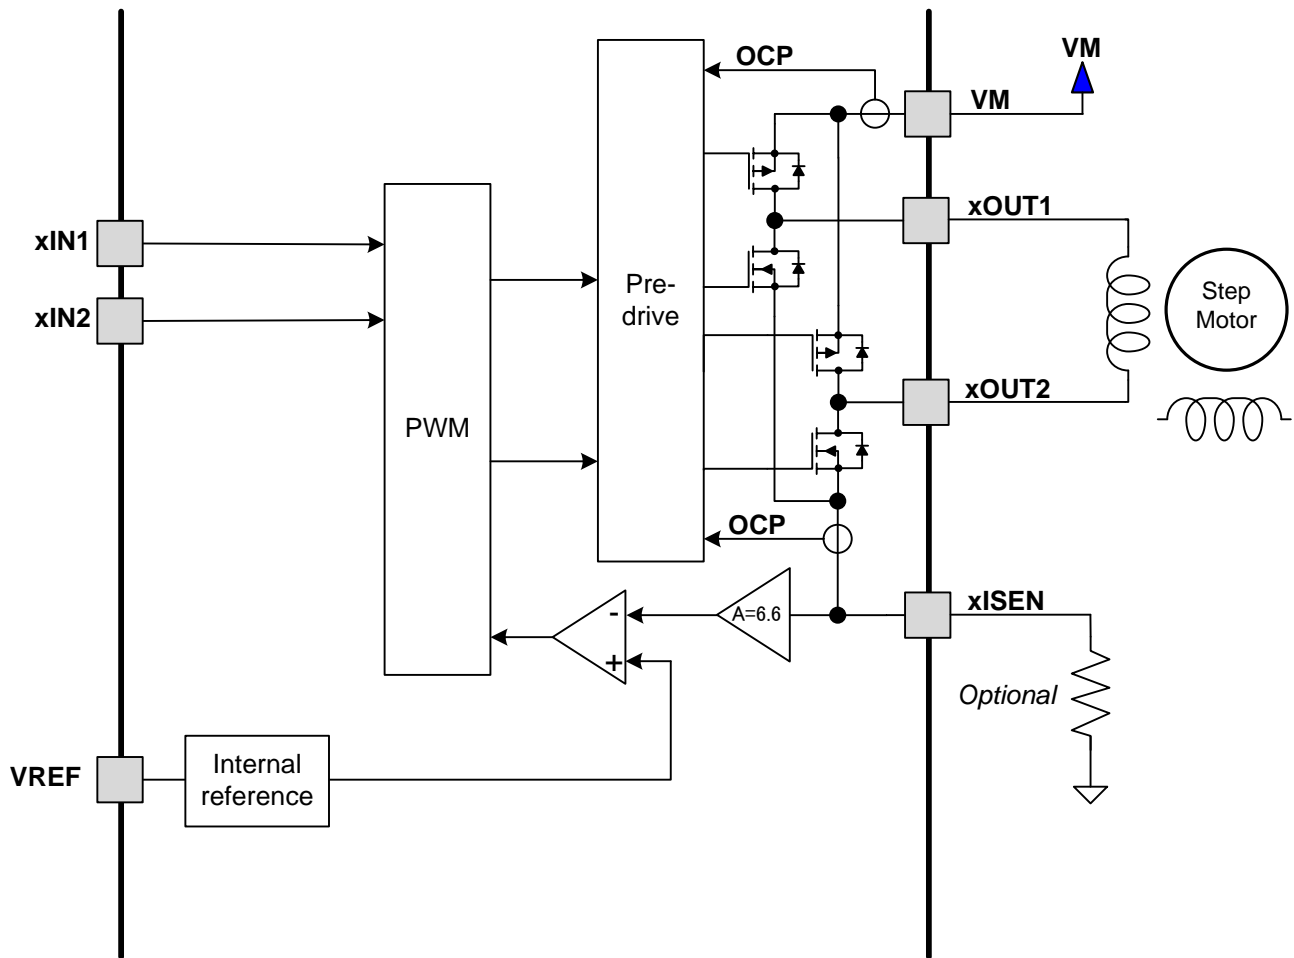 OCP
VM
VM
xOUT1
xIN1
xIN2
Pre-
drive
Step
Motor
xOUT2
PWM
OCP
xISEN
-
A=6.6
+
Optional
VREF
Internal
reference